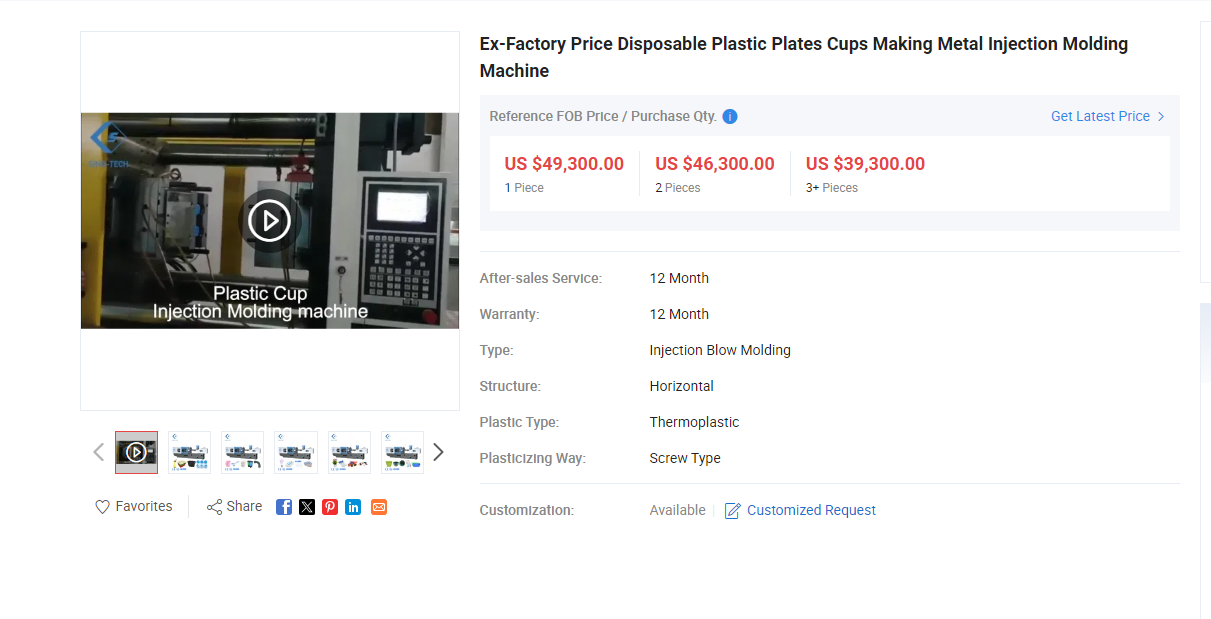 Ex-Factory Price Disposable Plastic Plates Cups Making Metal Injection Molding
Machine
Reference FOB Price / Purchase Qty.
Get Latest Price
US $49,300.00
US $46,300.00
US $39,300.00
1 Piece
2 Pieces
3+ Pieces
After-sales Service:
12 Month
Warranty:
12 Month
Type:
Injection Blow Molding
Structure:
Horizontal
Plastic Type:
Thermoplastic
Plasticizing Way:
Screw Type
Customization:
Available
Customized Request
Plastic Cup
Injection Molding machine
Favorites
Share